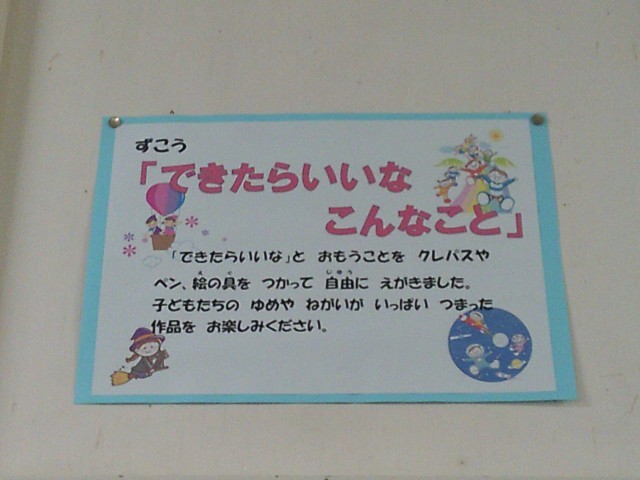 ずこう
「できたらいいな
こんなこと」
「できたらいいな」と おもうことを クレパスや
ペン、絵の具を つかって 自由に えがきました。
子どもたちの ゆめや ねがいが いっぱい つまった
作品を お楽しみください。